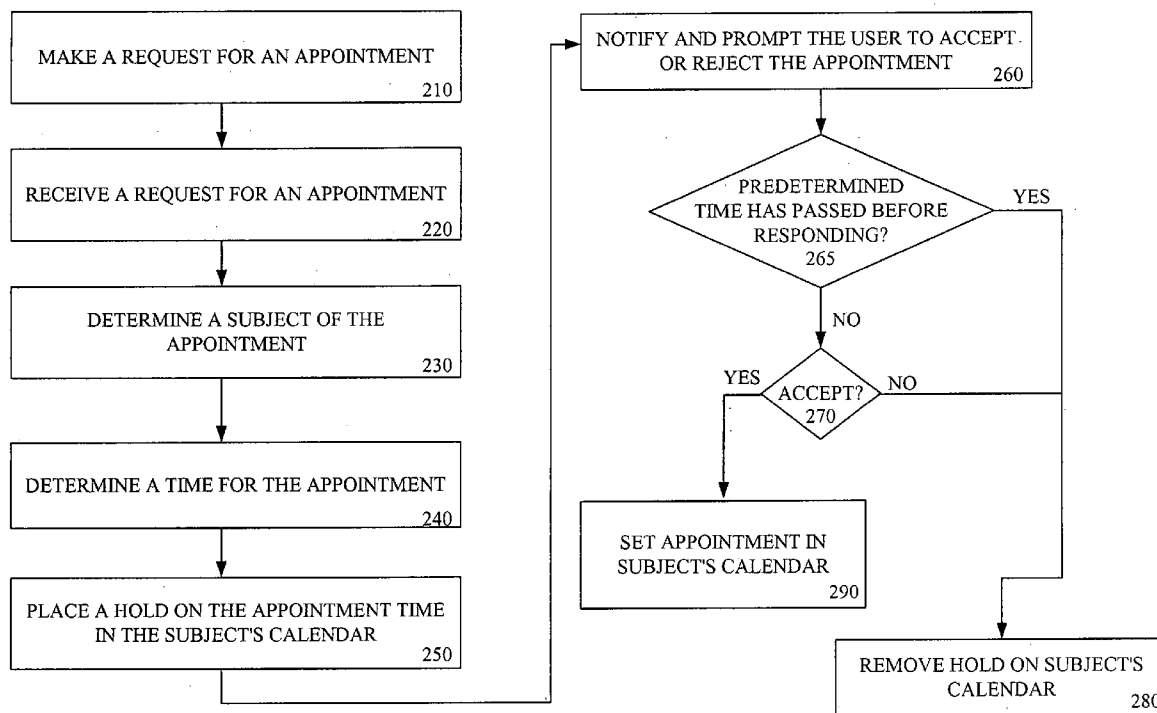 MAKE A REQUEST FOR AN APPOINTMENT
210
RECEIVE A REQUEST FOR AN APPOINTMENT
220
DETERMINE A SUBJECT OF THE
APPOINTMENT
230
DETERMINE A TIME FOR THE APPOINTMENT
240
PLACE A HOLD ON THE APPOINTMENT TIME
IN THE SUBJECT'S CALENDAR
250
NOTIFY AND PROMPT THE USER TO ACCEPT
OR REJECT THE APPOINTMENT
260
PREDETERMINED
TIME HAS PASSED BEFORE
RESPONDING?
265
YES
NO
ACCEPT?
270
YES
NO
SET APPOINTMENT IN
SUBJECT'S CALENDAR
290
REMOVE HOLD ON SUBJECT'S
CALENDAR
280